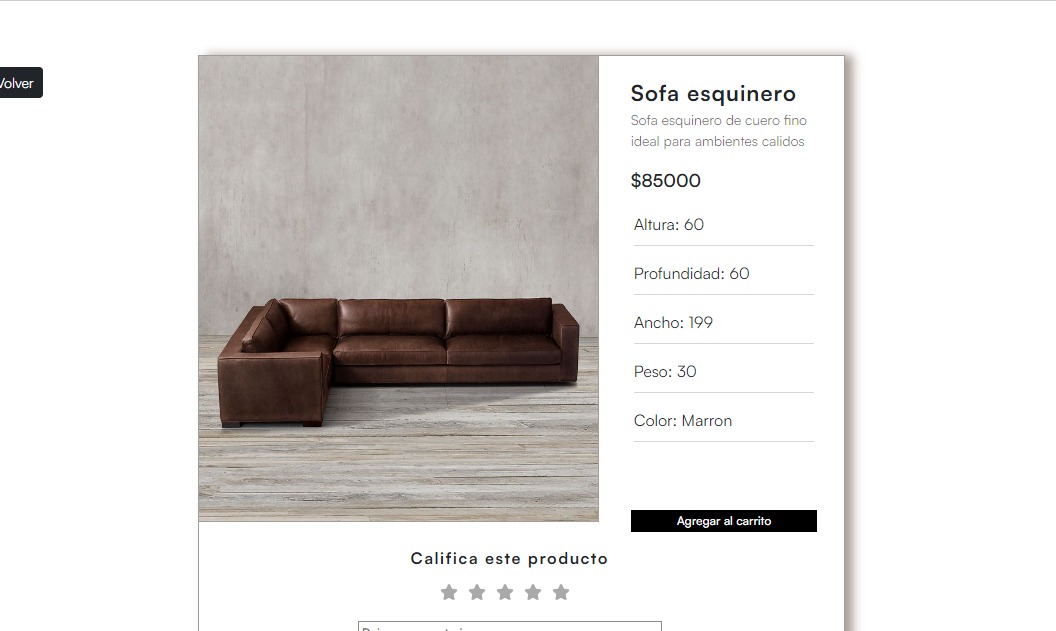 Volver
Sofa esquinero
Sofa esquinero de cuero fino
ideal para ambientes calidos
$85000
Altura: 60
Profundidad: 60
Ancho: 199
Peso: 30
Color: Marron
Agregar al carrito
Califica este producto